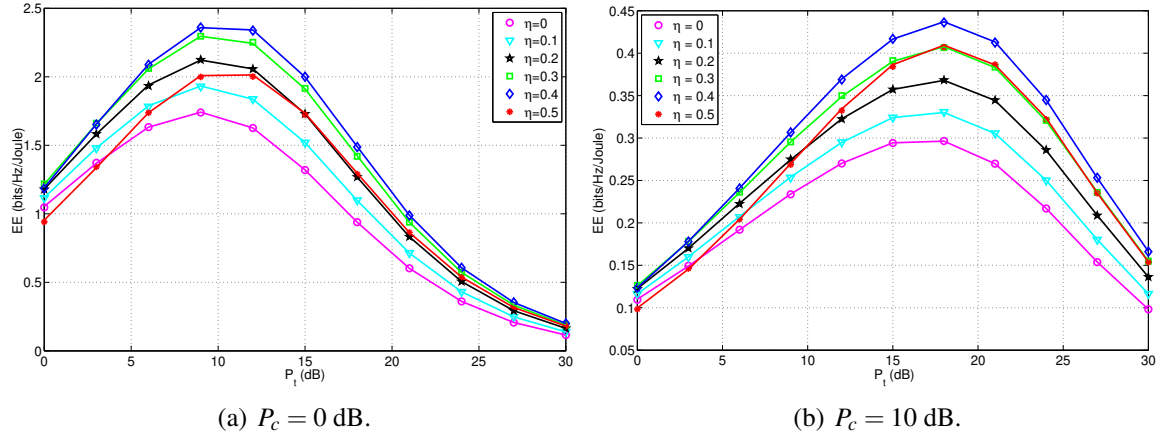 2.5
2
1.5
1
0.5
0
0
5
10
15
20
25
30
EE (bits/Hz/Joule)
P_t (dB)
η=0
η=0.1
η=0.2
η=0.3
η=0.4
η=0.5
(a) P_c = 0 dB.
0.45
0.4
0.35
0.3
0.25
0.2
0.15
0.1
0.05
0
5
10
15
20
25
30
EE (bits/Hz/Joule)
P_t (dB)
η = 0
η = 0.1
η = 0.2
η = 0.3
η = 0.4
η = 0.5
(b) P_c = 10 dB.